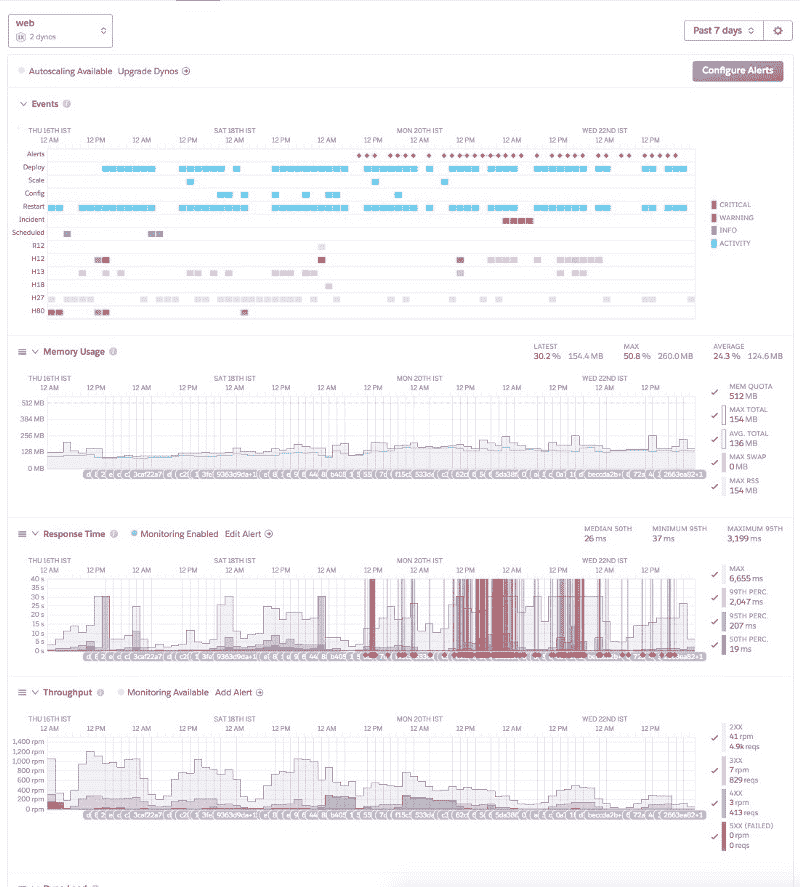 web
2 dynos
Past 7 days
Autoscaling Available Upgrade Dynos
Configure Alerts
Events
THU 16TH IST SAT 18TH IST MON 20TH IST WED 22ND IST
12 AM 12 PM 12 AM 12 PM 12 AM 12 PM 12 AM 12 PM 12 AM 12 PM 12 AM 12 PM 12 AM 12 PM
Alerts
Deploy
Scale
Config
Restart
Incident
Scheduled
R12
H12
H13
H18
H27
H80
CRITICAL
WARNING
INFO
ACTIVITY
Memory Usage
LATEST MAX AVERAGE
30.2 % 154.4 MB 50.8 % 260.0 MB 24.3 % 124.6 MB
THU 16TH IST SAT 18TH IST MON 20TH IST WED 22ND IST
12 AM 12 PM 12 AM 12 PM 12 AM 12 PM 12 AM 12 PM 12 AM 12 PM 12 AM 12 PM 12 AM 12 PM
512 MB
384 MB
256 MB
128 MB
0 MB
MEM QUOTA
512 MB
MAX TOTAL
154 MB
AVG. TOTAL
136 MB
MAX SWAP
0 MB
MAX RSS
154 MB
Response Time Monitoring Enabled Edit Alert
MEDIAN 50TH MINIMUM 95TH MAXIMUM 95TH
26 ms 37 ms 3,199 ms
THU 16TH IST SAT 18TH IST MON 20TH IST WED 22ND IST
12 AM 12 PM 12 AM 12 PM 12 AM 12 PM 12 AM 12 PM 12 AM 12 PM 12 AM 12 PM 12 AM 12 PM
40 s
35 s
30 s
25 s
20 s
15 s
10 s
5 s
0 s
MAX
6,655 ms
99TH PERC.
2,047 ms
95TH PERC.
207 ms
50TH PERC.
19 ms
Throughput Monitoring Available Add Alert
THU 16TH IST SAT 18TH IST MON 20TH IST WED 22ND IST
12 AM 12 PM 12 AM 12 PM 12 AM 12 PM 12 AM 12 PM 12 AM 12 PM 12 AM 12 PM 12 AM 12 PM
1,400 rpm
1,200 rpm
1,000 rpm
800 rpm
600 rpm
400 rpm
200 rpm
0 rpm
2XX
41 rpm
4.9k reqs
3XX
7 rpm
829 reqs
4XX
3 rpm
413 reqs
5XX (FAILED)
0 rpm
0 reqs